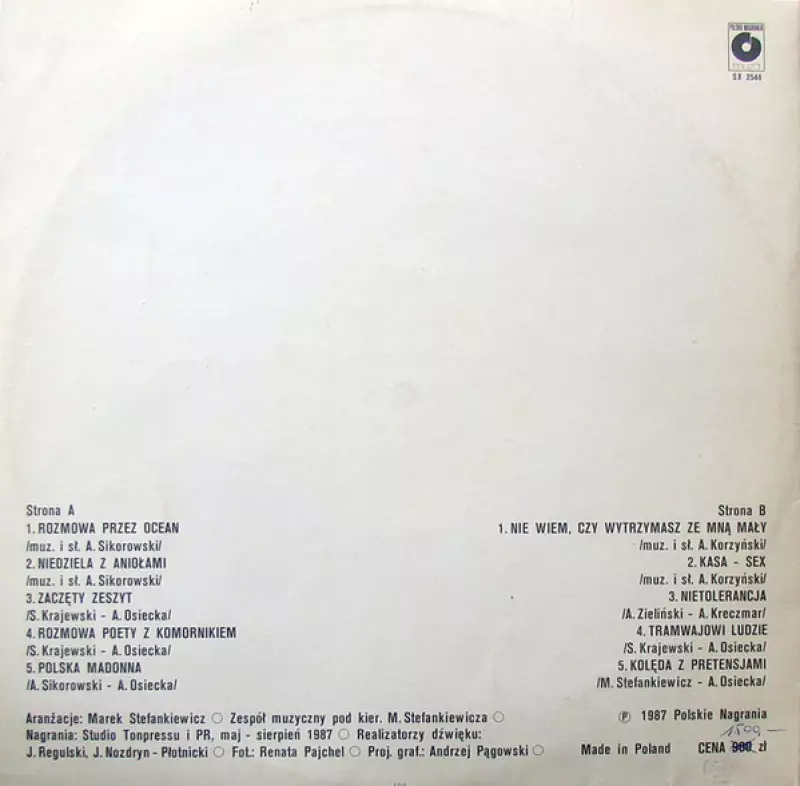 POLSKIE NAGRANIA
muza
SX 2544
Strona A
1. ROZMOWA PRZEZ OCEAN
/muz. i sł. A. Sikorowski/
2. NIEDZIELA Z ANIOŁAMI
/muz. i sł. A. Sikorowski/
3. ZACZĘTY ZESZYT
/S. Krajewski - A. Osiecka/
4. ROZMOWA POETY Z KOMORNIKIEM
/S. Krajewski - A. Osiecka/
5. POLSKA MADONNA
/A. Sikorowski - A. Osiecka/
Strona B
1. NIE WIEM, CZY WYTRZYMASZ ZE MNĄ MAŁY
/muz. i sł. A. Korzyński/
2. KASA - SEX
/muz. i sł. A. Korzyński/
3. NIETOLERANCJA
/A. Zieliński - A. Kreczmar/
4. TRAMWAJOWI LUDZIE
/S. Krajewski - A. Osiecka/
5. KOLĘDA Z PRETENSJAMI
/M. Stefankiewicz - A. Osiecka/
Aranżacje: Marek Stefankiewicz ○ Zespół muzyczny pod kier. M. Stefankiewicza ○
Nagrania: Studio Tonpressu i PR, maj - sierpień 1987 ○ Realizatorzy dźwięku:
J. Regulski, J. Nozdryn - Płotnicki ○ Fot.: Renata Pajchel ○ Proj. graf.: Andrzej Pągowski ○
℗ 1987 Polskie Nagrania
1500,-
Made in Poland CENA 900 zł